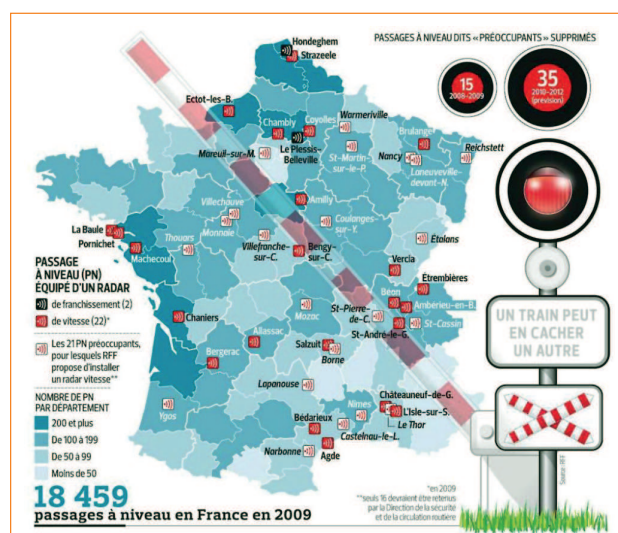 PASSAGES À NIVEAU DITS «PRÉOCCUPANTS» SUPPRIMÉS
15
2008-2009
35
2010-2012
(prévision)
Hondeghem
Strazeele
Ectot-les-B.
Chambly
Coyolles
Warmeriville
Brulange
Reichstett
Mareuil-sur-M.
Le Plessis-
Belleville
St-Martin-
sur-le-P.
Nancy
Laneuveville-
devant-N.
Villechauve
Monnaie
Amilly
Coulanges-
sur-Y.
Étalans
La Baule
Pornichet
Machecoul
Thouars
Villefranche-
sur-C.
Bengy-
sur-C.
Vercia
Étrembières
Béon
Ambérieu-en-B.
St-Pierre-
de-C.
St-Cassin
St-André-le-G.
Chaniers
Mozac
Allassac
Salzuit
Borne
Bergerac
Lapanouse
Châteauneuf-de-G.
L'Isle-sur-S.
Le Thor
Nîmes
Castelnau-le-L.
Ygos
Bédarieux
Agde
Narbonne
PASSAGE
À NIVEAU (PN)
ÉQUIPÉ D'UN RADAR
de franchissement (2)
de vitesse (22)*
Les 21 PN préoccupants,
pour lesquels RFF
propose d'installer
un radar vitesse**
NOMBRE DE PN
PAR DÉPARTEMENT
200 et plus
De 100 à 199
De 50 à 99
Moins de 50
18 459
passages à niveau en France en 2009
UN TRAIN PEUT
EN CACHER
UN AUTRE
*en 2009
**seuls 16 devraient être retenus
par la Direction de la sécurité
et de la circulation routière
Source : RFF